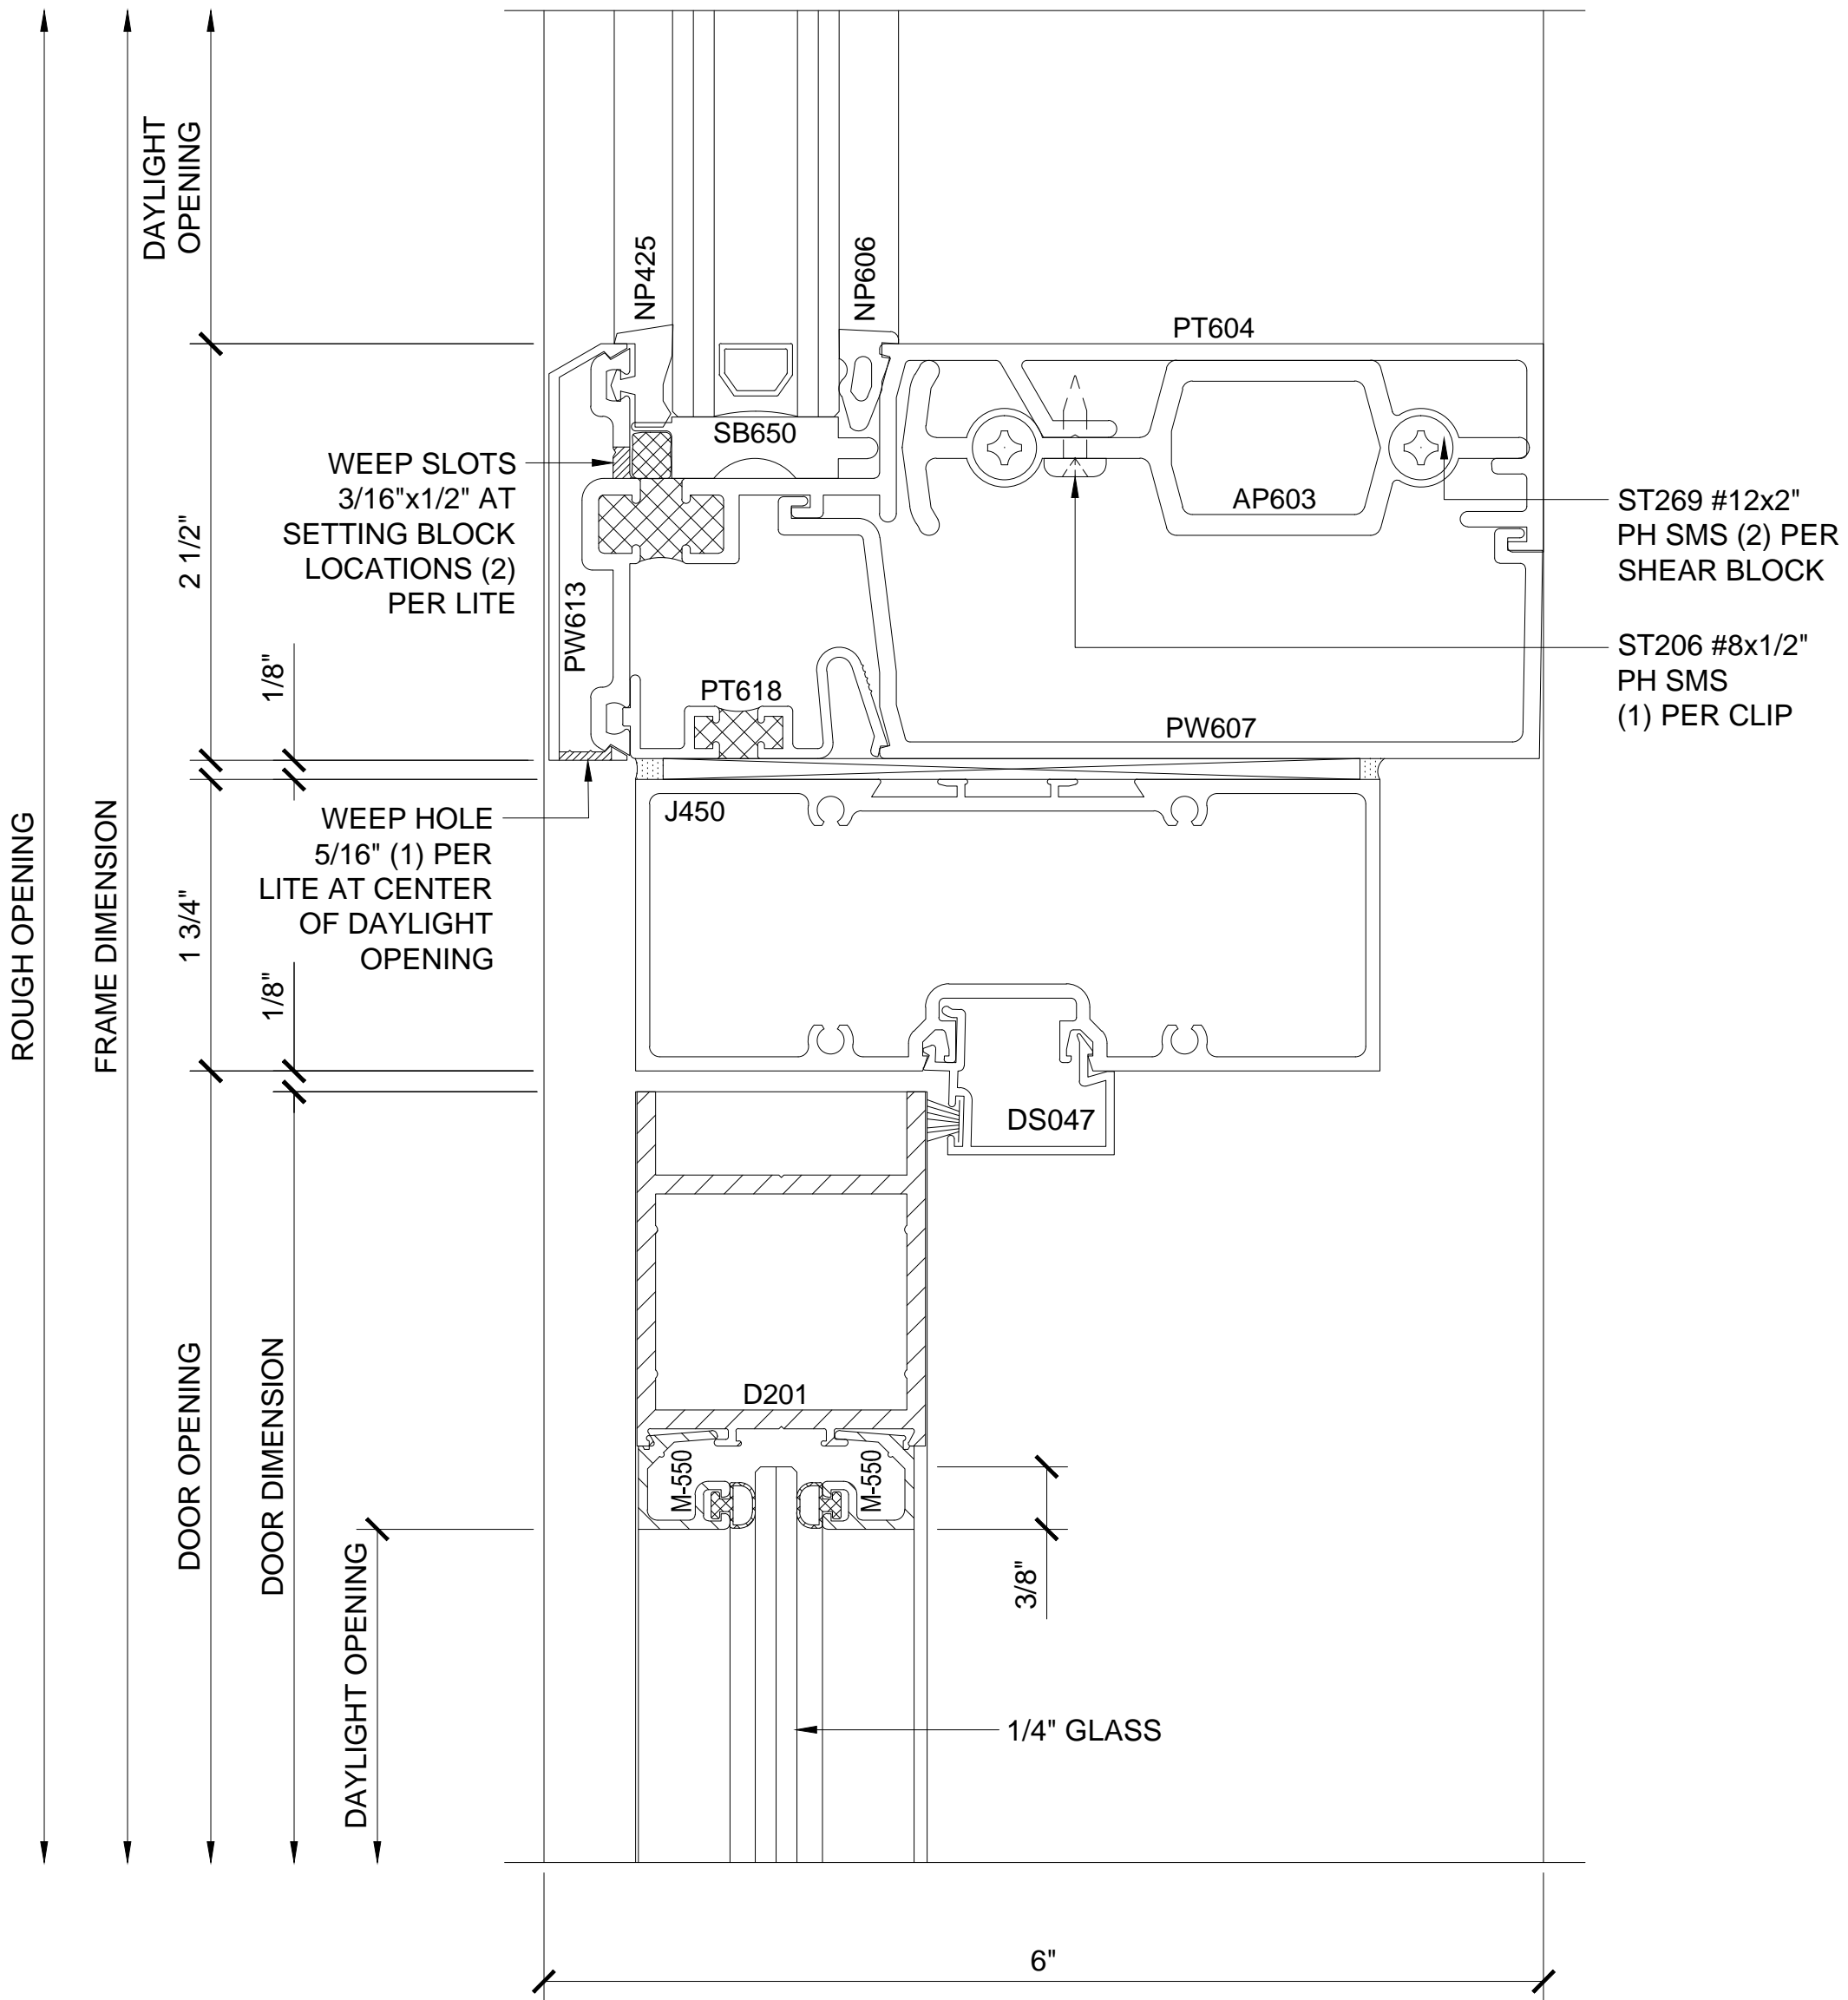 DAYLIGHT
OPENING
NP425
NP606
PT604
SB650
WEEP SLOTS
3/16"x1/2" AT
SETTING BLOCK
LOCATIONS (2)
PER LITE
AP603
ST269 #12x2"
PH SMS (2) PER
SHEAR BLOCK
2 1/2"
PW613
ST206 #8x1/2"
PH SMS
(1) PER CLIP
1/8"
PT618
PW607
J450
WEEP HOLE
5/16" (1) PER
LITE AT CENTER
OF DAYLIGHT
OPENING
ROUGH OPENING
FRAME DIMENSION
1 3/4"
1/8"
DS047
D201
DOOR OPENING
DOOR DIMENSION
M-550
M-550
3/8"
DAYLIGHT OPENING
1/4" GLASS
6"